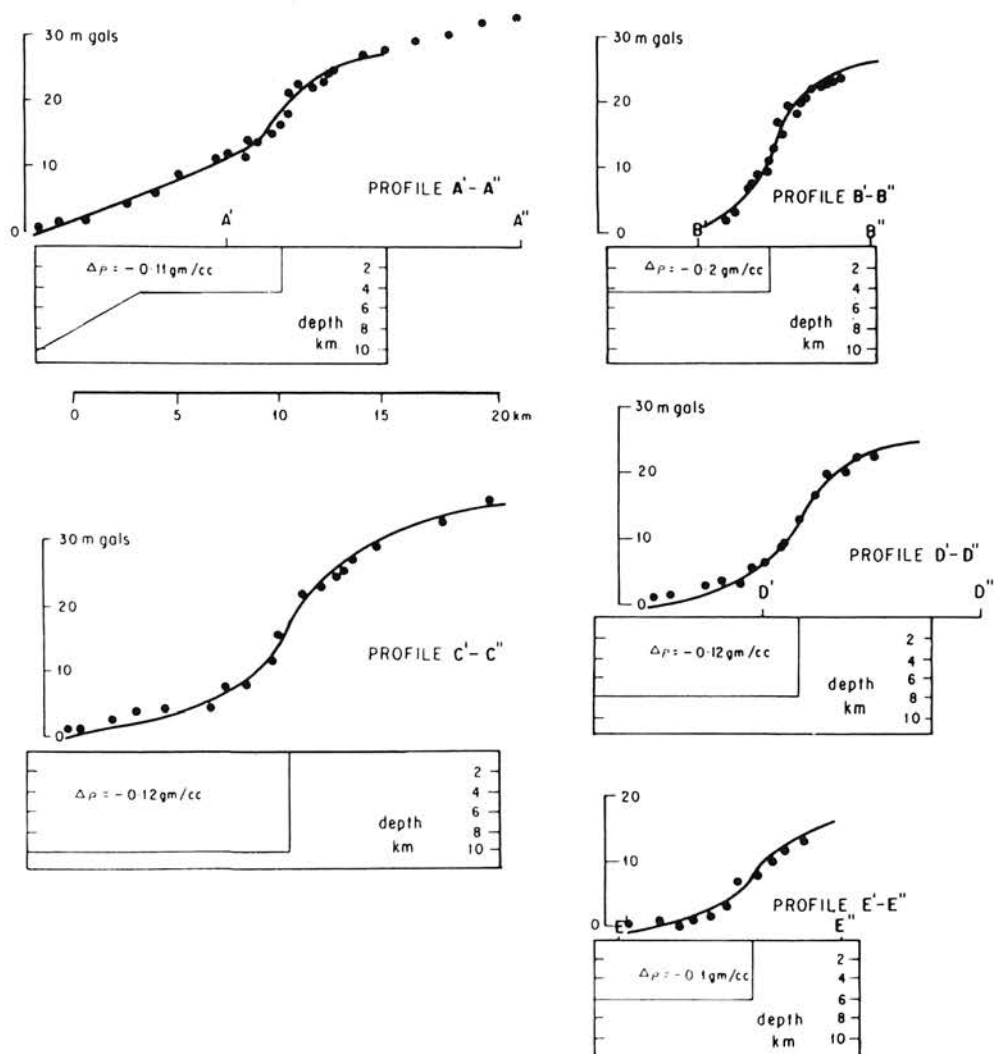 30 m gals
20
10
0
PROFILE A'-A"
A'
A"
Δρ = -0·11 gm/cc
2
4
depth 6
km 8
10
0 5 10 15 20 km
30 m gals
20
10
0
PROFILE B'-B"
B'
B"
Δρ = -0·2 gm/cc
2
4
depth 6
km 8
10
30 m gals
20
10
0
PROFILE C'-C"
Δρ = -0·12 gm/cc
2
4
6
depth 8
km 10
30 m gals
20
10
0
PROFILE D'-D"
D'
D"
Δρ = -0·12 gm/cc
2
4
6
depth 8
km 10
20
10
0
PROFILE E'-E"
E'
E"
Δρ = -0·1 gm/cc
2
4
6
depth 8
km 10